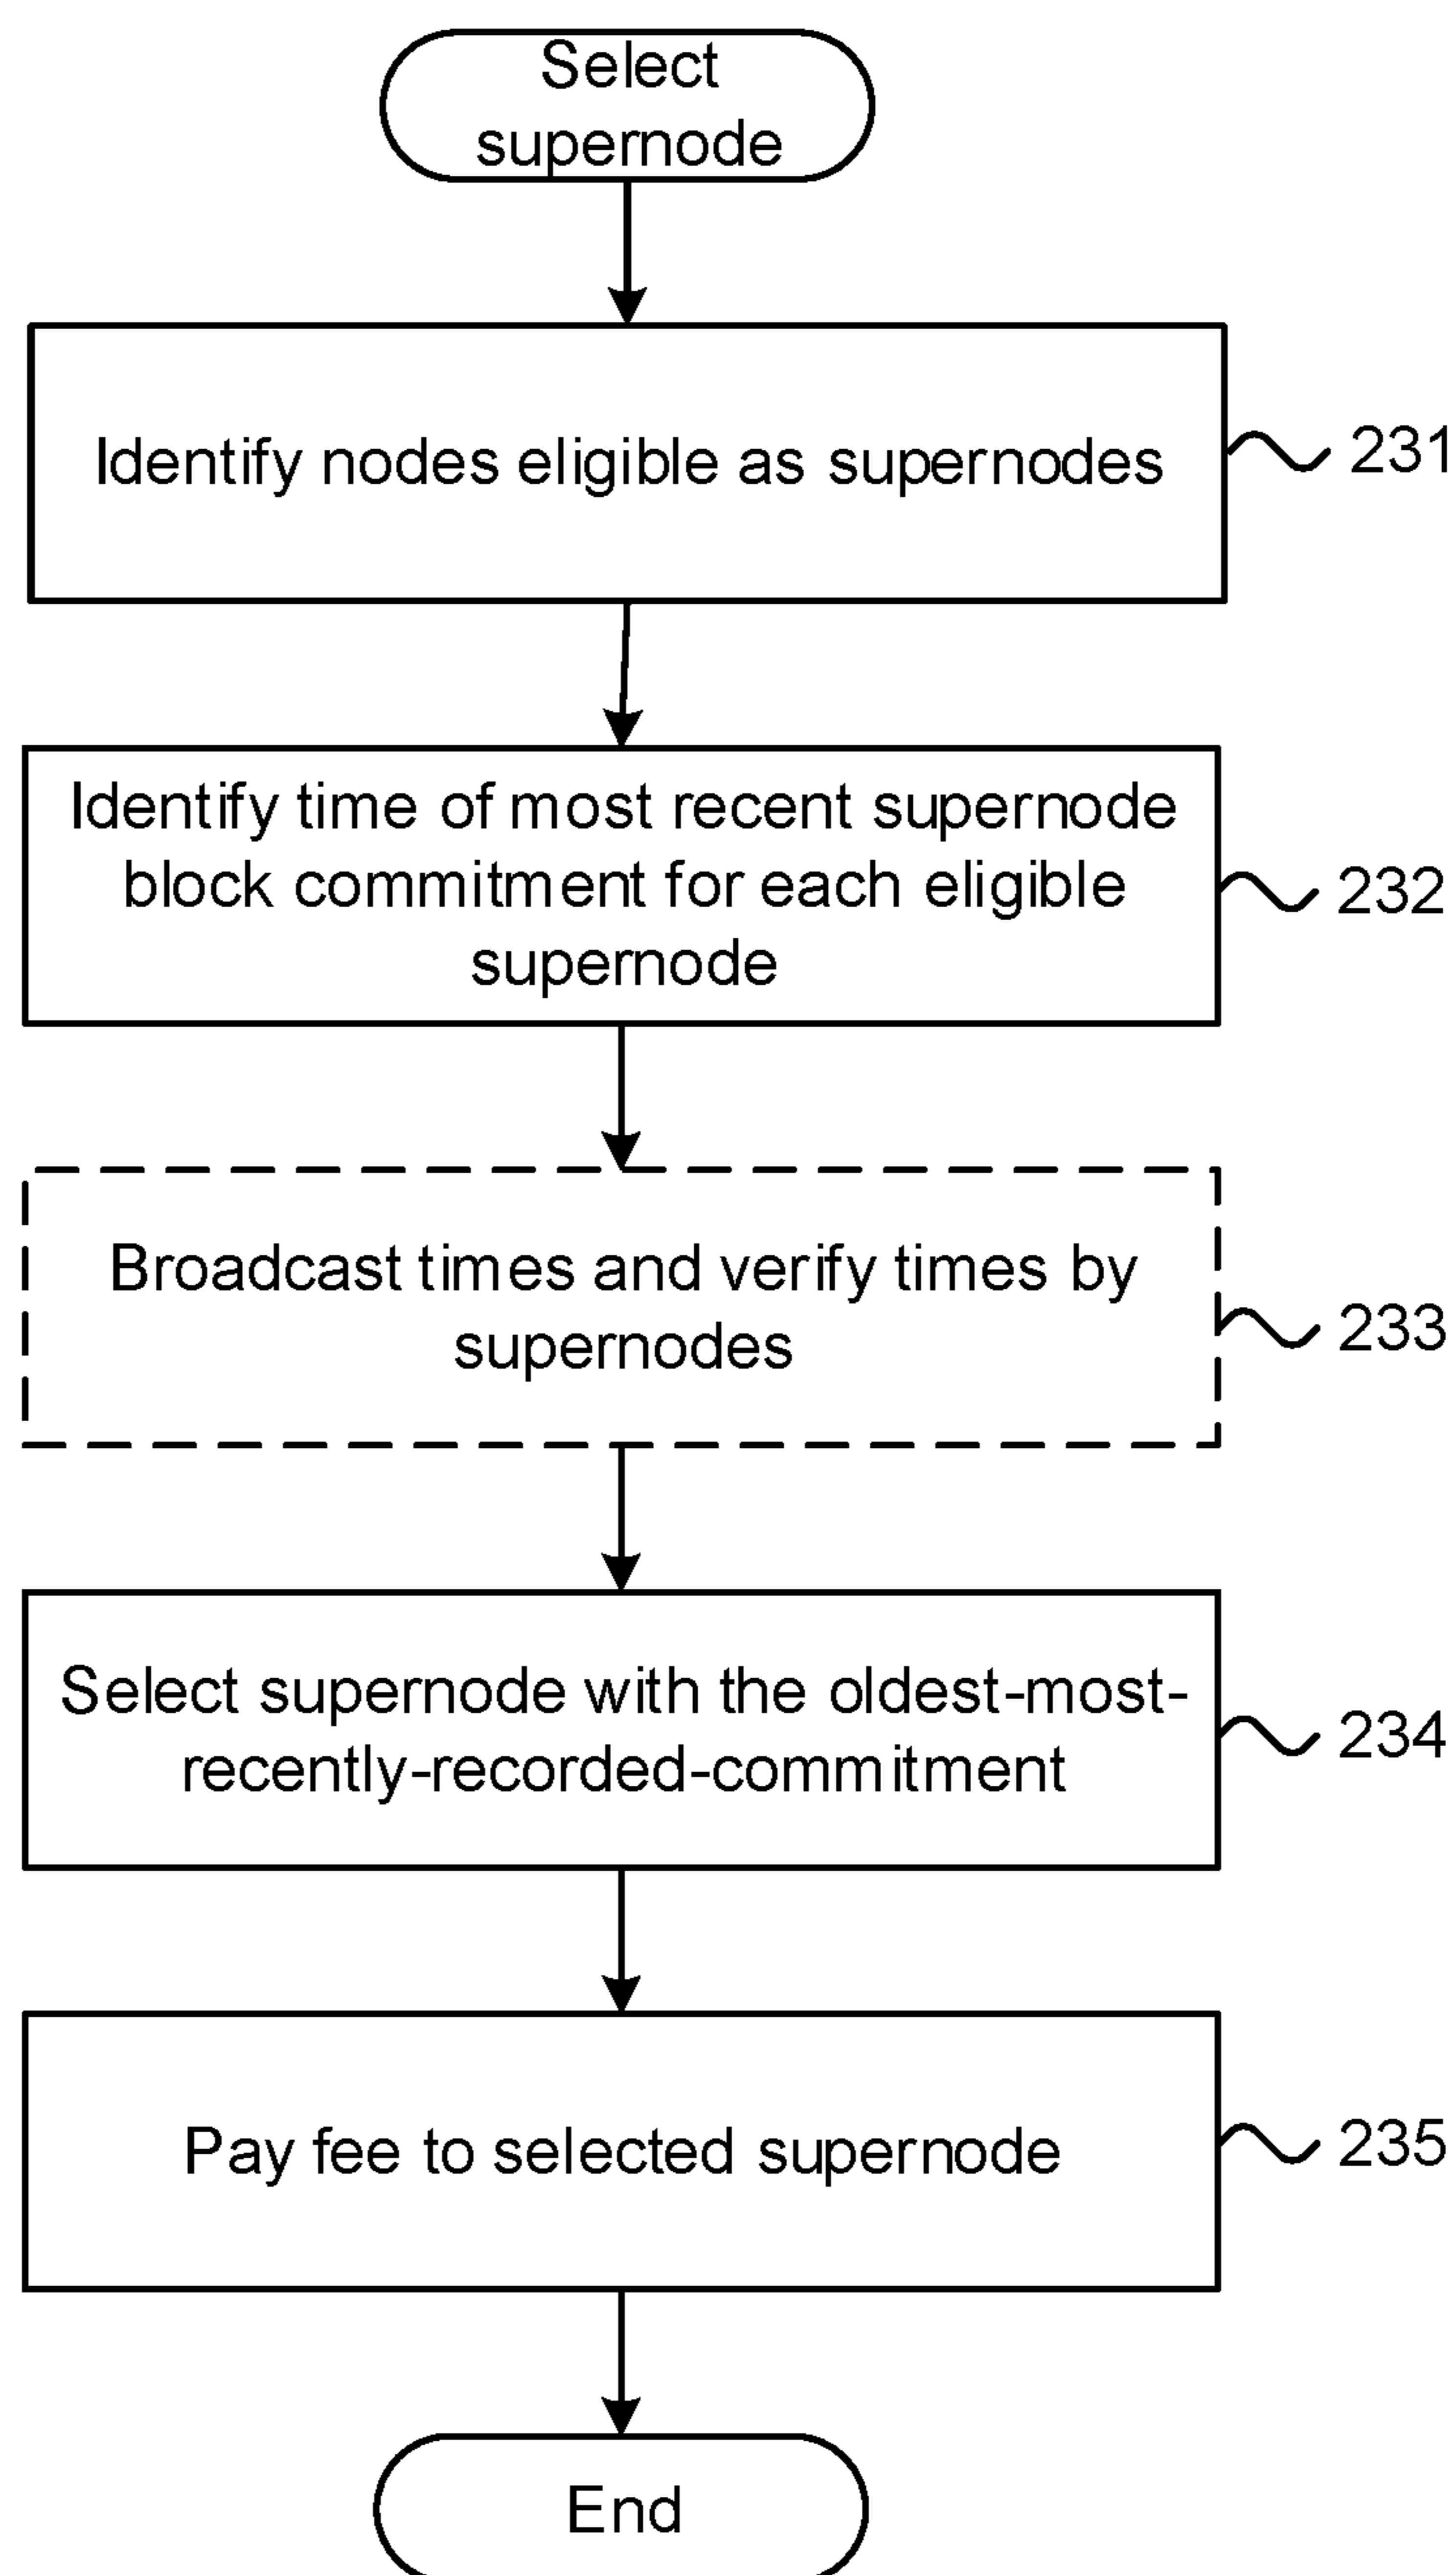 Select
supernode
Identify nodes eligible as supernodes
231
Identify time of most recent supernode
block commitment for each eligible
supernode
232
Broadcast times and verify times by
supernodes
233
Select supernode with the oldest-most-
recently-recorded-commitment
234
Pay fee to selected supernode
235
End